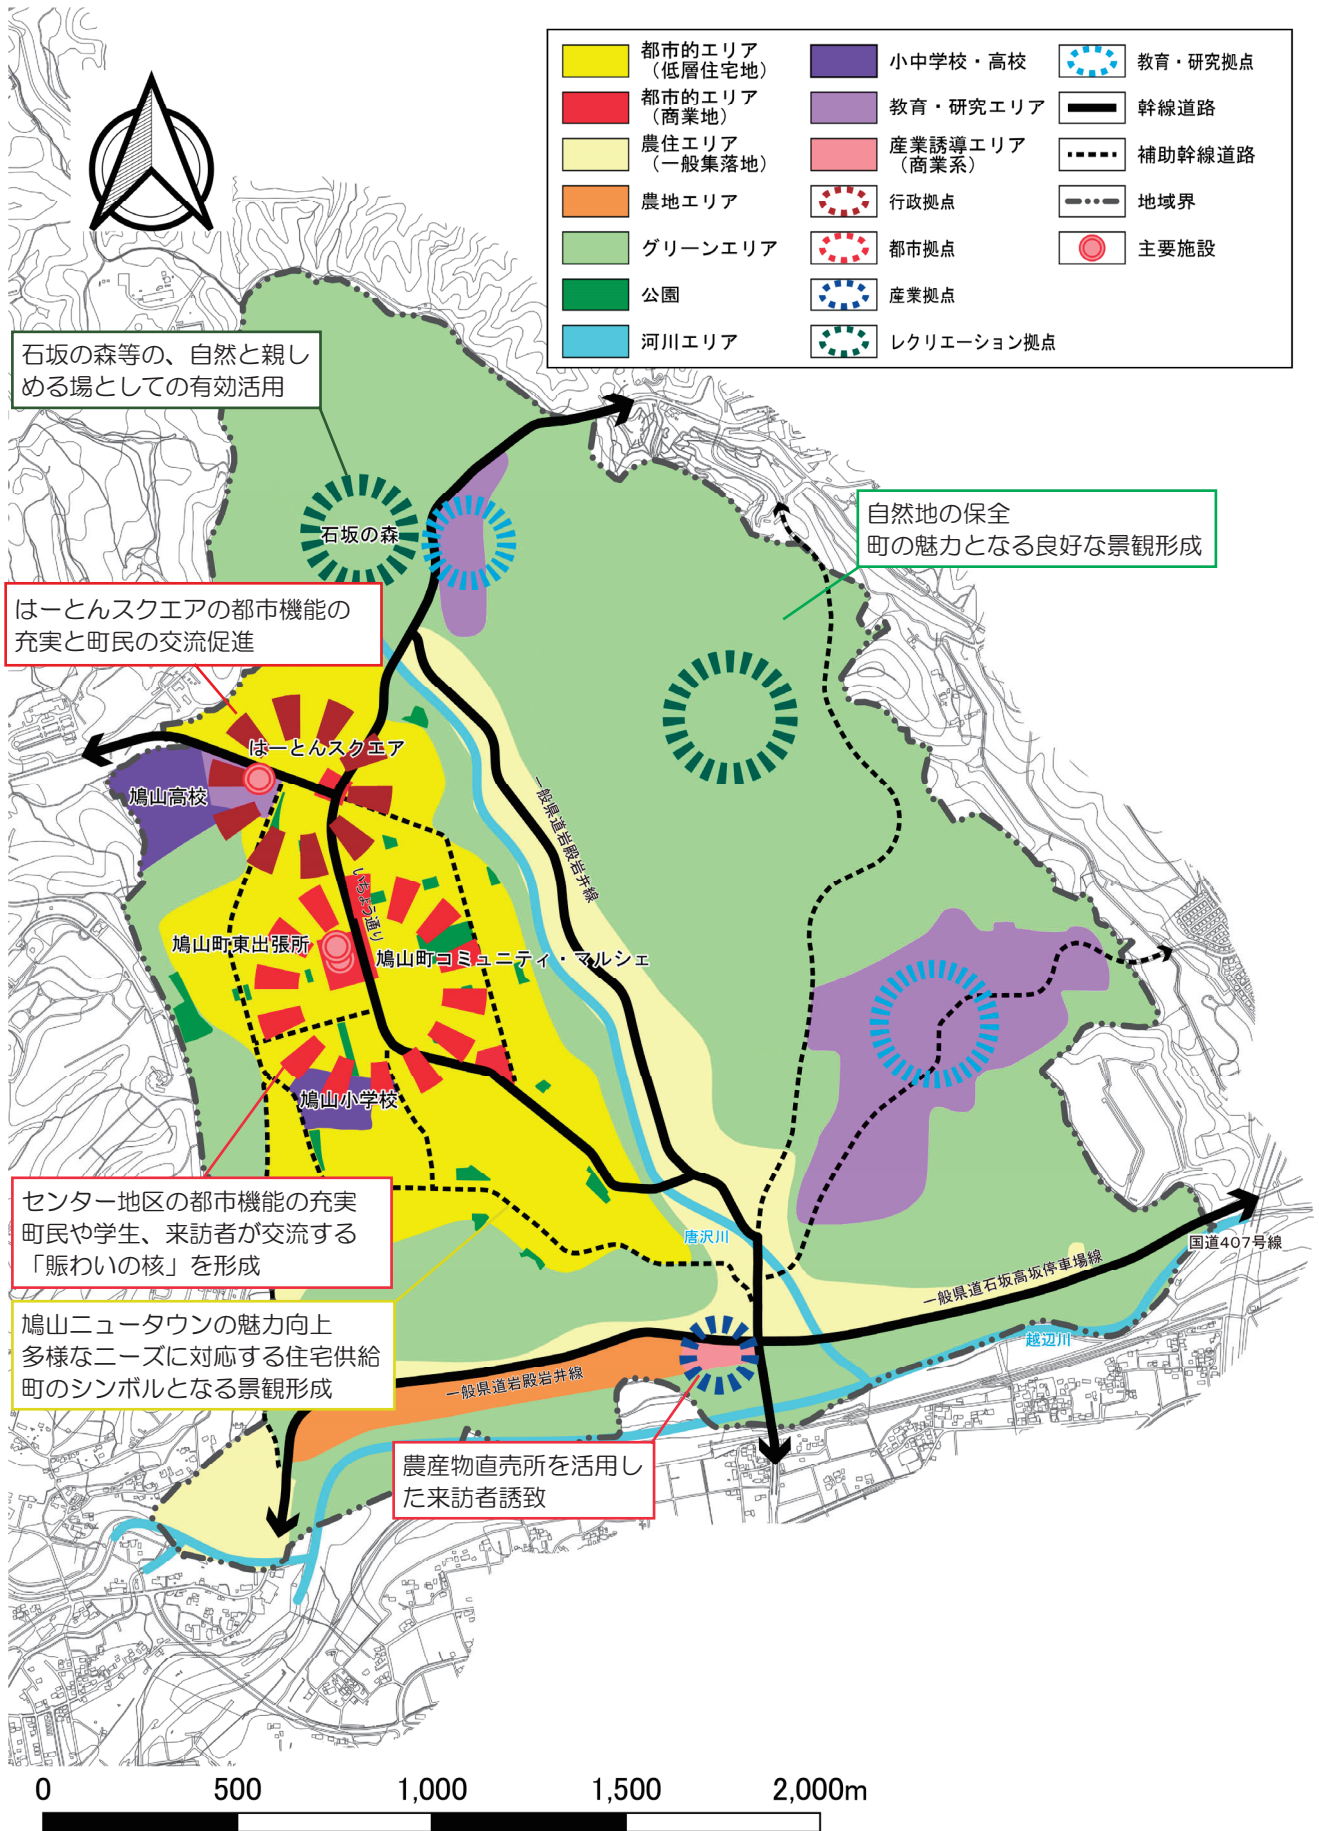 都市的エリア
（低層住宅地）
都市的エリア
（商業地）
農住エリア
（一般集落地）
農地エリア
グリーンエリア
公園
河川エリア
小中学校・高校
教育・研究エリア
産業誘導エリア
（商業系）
行政拠点
都市拠点
産業拠点
レクリエーション拠点
教育・研究拠点
幹線道路
補助幹線道路
地域界
主要施設
石坂の森等の、自然と親し
める場としての有効活用
石坂の森
自然地の保全
町の魅力となる良好な景観形成
はーとんスクエアの都市機能の
充実と町民の交流促進
はーとんスクエア
鳩山高校
一般県道岩殿岩井線
いちょう通り
鳩山町東出張所
鳩山町コミュニティ・マルシェ
鳩山小学校
センター地区の都市機能の充実
町民や学生、来訪者が交流する
「賑わいの核」を形成
唐沢川
国道407号線
一般県道石坂高坂停車場線
越辺川
鳩山ニュータウンの魅力向上
多様なニーズに対応する住宅供給
町のシンボルとなる景観形成
一般県道岩殿岩井線
農産物直売所を活用し
た来訪者誘致
0 500 1,000 1,500 2,000m